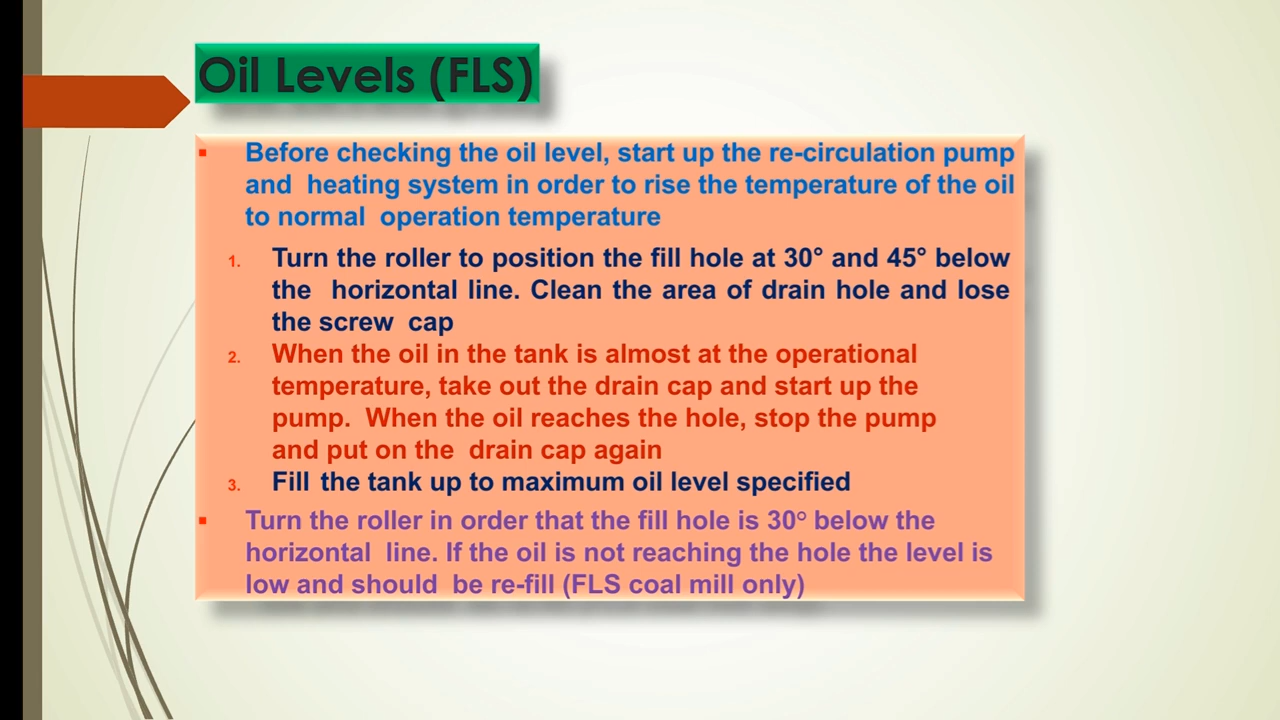 Oil Levels (FLS)
▪ Before checking the oil level, start up the re-circulation pump
and heating system in order to rise the temperature of the oil
to normal operation temperature
1. Turn the roller to position the fill hole at 30° and 45° below
the horizontal line. Clean the area of drain hole and lose
the screw cap
2. When the oil in the tank is almost at the operational
temperature, take out the drain cap and start up the
pump. When the oil reaches the hole, stop the pump
and put on the drain cap again
3. Fill the tank up to maximum oil level specified
▪ Turn the roller in order that the fill hole is 30° below the
horizontal line. If the oil is not reaching the hole the level is
low and should be re-fill (FLS coal mill only)